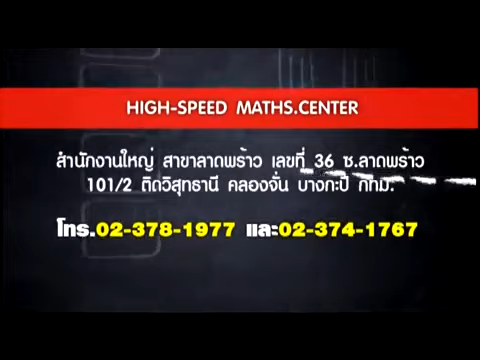 HIGH-SPEED MATHS.CENTER
สำนักงานใหญ่ สาขาลาดพร้าว เลขที่ 36 ซ.ลาดพร้าว
101/2 ติดวิสุทธานี คลองจั่น บางกะปิ กทม.
โทร.02-378-1977 และ02-374-1767